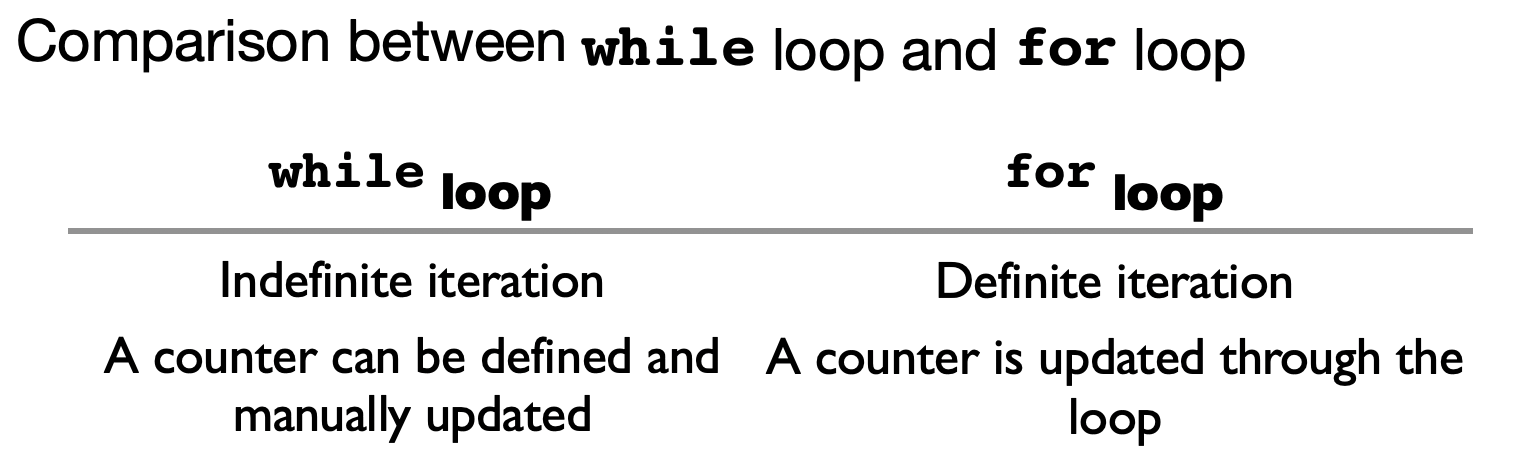 Comparison between while loop and for loop
while loop for loop
Indefinite iteration Definite iteration
A counter can be defined and A counter is updated through the
manually updated loop